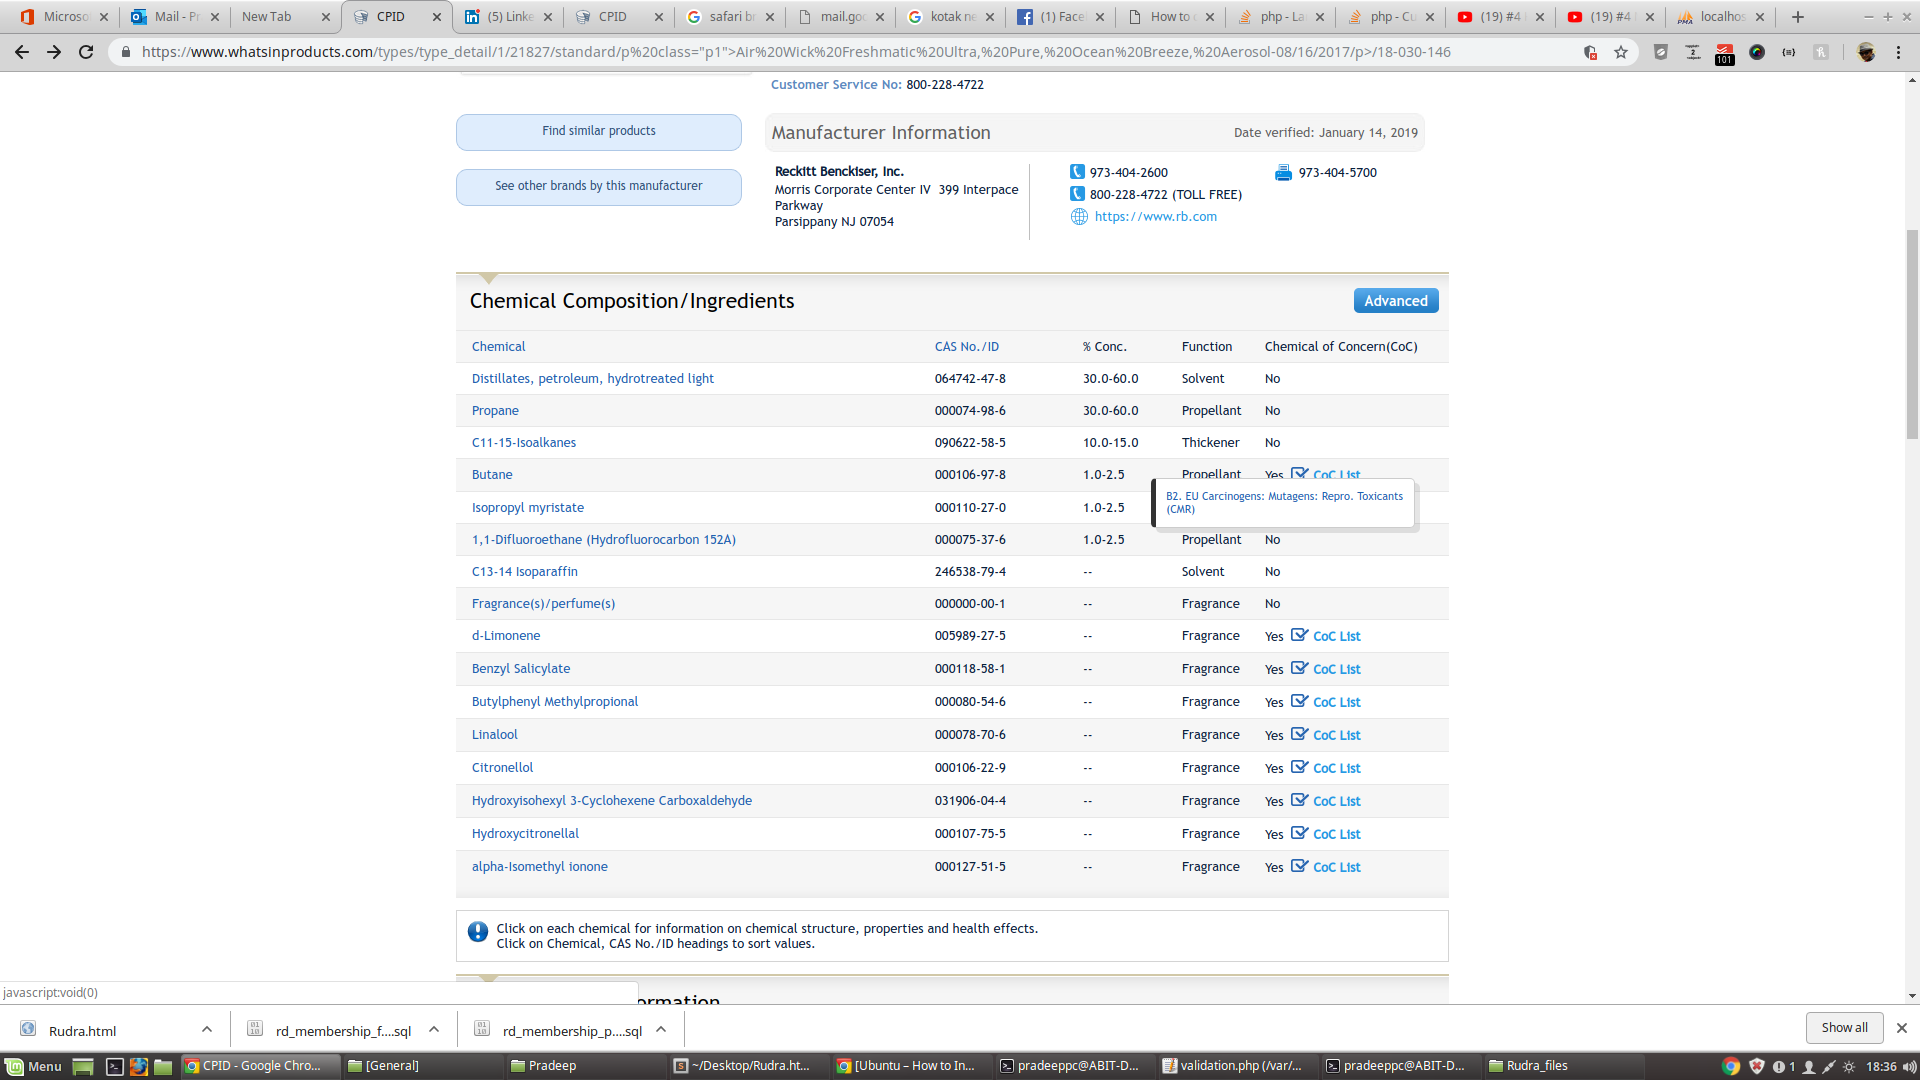 Microso
Mail - Pr
New Tab
CPID
(5) Linke
CPID
safari br
mail.goo
kotak ne
(1) Face
How to
php - La
php - Cu
(19) #4
(19) #4
localhos
https://www.whatsinproducts.com/types/type_detail/1/21827/standard/p%20class="p1">Air%20Wick%20Freshmatic%20Ultra,%20Pure,%20Ocean%20Breeze,%20Aerosol-08/16/2017/p>/18-030-146
2
101
Customer Service No: 800-228-4722
Find similar products
See other brands by this manufacturer
Manufacturer Information
Date verified: January 14, 2019
Reckitt Benckiser, Inc.
Morris Corporate Center IV 399 Interpace
Parkway
Parsippany NJ 07054
973-404-2600
800-228-4722 (TOLL FREE)
https://www.rb.com
973-404-5700
Chemical Composition/Ingredients
Advanced
Chemical CAS No./ID % Conc. Function Chemical of Concern(CoC)
Distillates, petroleum, hydrotreated light 064742-47-8 30.0-60.0 Solvent No
Propane 000074-98-6 30.0-60.0 Propellant No
C11-15-Isoalkanes 090622-58-5 10.0-15.0 Thickener No
Butane 000106-97-8 1.0-2.5 Propellant Yes CoC List
B2. EU Carcinogens: Mutagens: Repro. Toxicants
(CMR)
Isopropyl myristate 000110-27-0 1.0-2.5
1,1-Difluoroethane (Hydrofluorocarbon 152A) 000075-37-6 1.0-2.5 Propellant No
C13-14 Isoparaffin 246538-79-4 -- Solvent No
Fragrance(s)/perfume(s) 000000-00-1 -- Fragrance No
d-Limonene 005989-27-5 -- Fragrance Yes CoC List
Benzyl Salicylate 000118-58-1 -- Fragrance Yes CoC List
Butylphenyl Methylpropional 000080-54-6 -- Fragrance Yes CoC List
Linalool 000078-70-6 -- Fragrance Yes CoC List
Citronellol 000106-22-9 -- Fragrance Yes CoC List
Hydroxyisohexyl 3-Cyclohexene Carboxaldehyde 031906-04-4 -- Fragrance Yes CoC List
Hydroxycitronellal 000107-75-5 -- Fragrance Yes CoC List
alpha-Isomethyl ionone 000127-51-5 -- Fragrance Yes CoC List
Click on each chemical for information on chemical structure, properties and health effects.
Click on Chemical, CAS No./ID headings to sort values.
ormation
javascript:void(0)
Rudra.html
rd_membership_f....sql
rd_membership_p....sql
Show all
Menu
CPID - Google Chro...
[General]
Pradeep
~/Desktop/Rudra.ht...
[Ubuntu – How to In...
pradeeppc@ABIT-D...
validation.php (/var/...
pradeeppc@ABIT-D...
Rudra_files
1
18:36